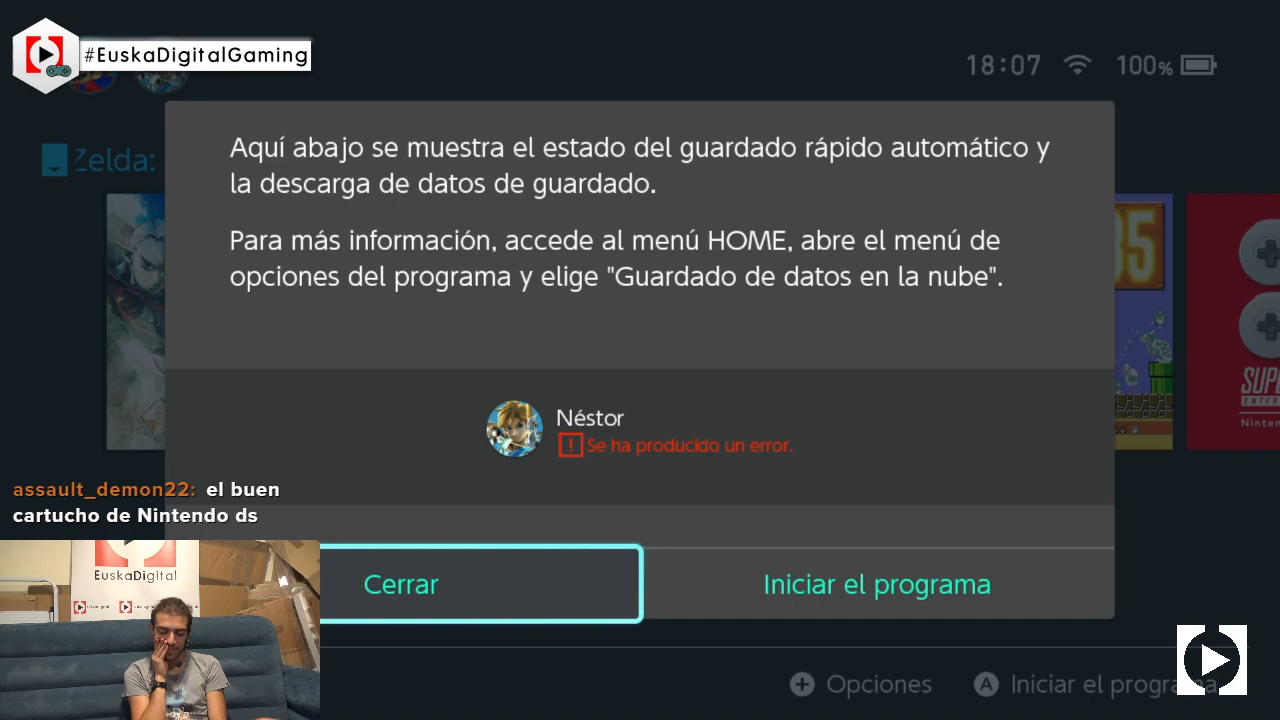 #EuskaDigitalGaming
18:07
100%
Zelda:
Aquí abajo se muestra el estado del guardado rápido automático y
la descarga de datos de guardado.
Para más información, accede al menú HOME, abre el menú de
opciones del programa y elige "Guardado de datos en la nube".
35
SUPER
Néstor
Se ha producido un error.
assault_demon22: el buen
cartucho de Nintendo ds
EuskaDigital
Cerrar
Iniciar el programa
Opciones
A Iniciar el programa